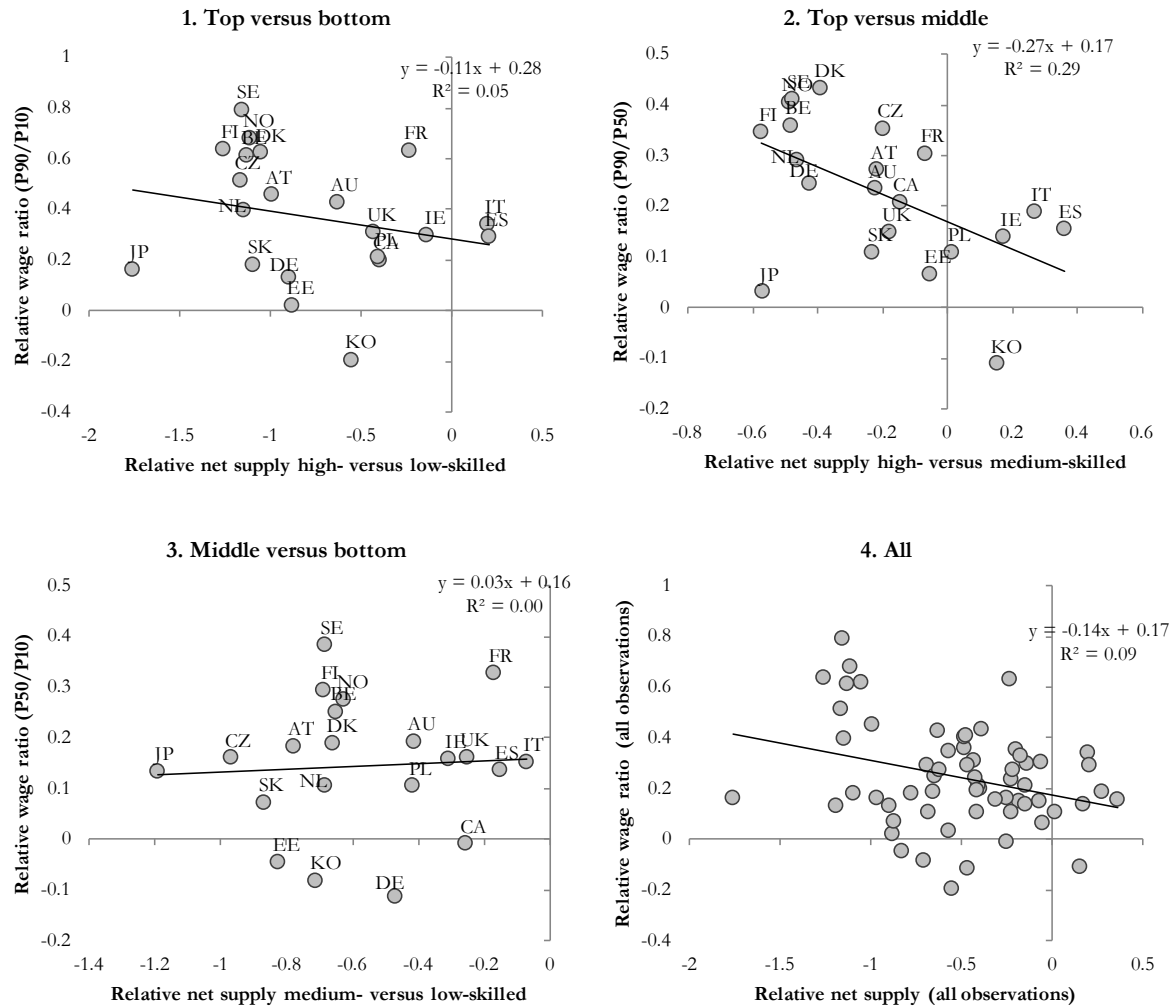 1. Top versus bottom
y = -0.11x + 0.28
R² = 0.05
Relative wage ratio (P90/P10)
1
0.8
0.6
0.4
0.2
0
-0.2
-0.4
SE
NO
FI
BE
DK
CZ
AT
NL
FR
AU
UK
IE
IT
ES
PL
CA
JP
SK
DE
EE
KO
-2
-1.5
-1
-0.5
0
0.5
Relative net supply high- versus low-skilled
2. Top versus middle
y = -0.27x + 0.17
R² = 0.29
Relative wage ratio (P90/P50)
0.5
0.4
0.3
0.2
0.1
0
-0.1
-0.2
SE
NO
DK
FI
BE
CZ
NL
DE
AT
FR
AU
CA
UK
SK
IT
ES
IE
PL
EE
JP
KO
-0.8
-0.6
-0.4
-0.2
0
0.2
0.4
0.6
Relative net supply high- versus medium-skilled
3. Middle versus bottom
y = 0.03x + 0.16
R² = 0.00
Relative wage ratio (P50/P10)
0.5
0.4
0.3
0.2
0.1
0
-0.1
-0.2
SE
FI
NO
BE
FR
DK
AT
CZ
JP
AU
IE
UK
ES
IT
SK
NL
PL
CA
EE
KO
DE
-1.4
-1.2
-1
-0.8
-0.6
-0.4
-0.2
0
Relative net supply medium- versus low-skilled
4. All
y = -0.14x + 0.17
R² = 0.09
Relative wage ratio (all observations)
1
0.8
0.6
0.4
0.2
0
-0.2
-0.4
-2
-1.5
-1
-0.5
0
0.5
Relative net supply (all observations)